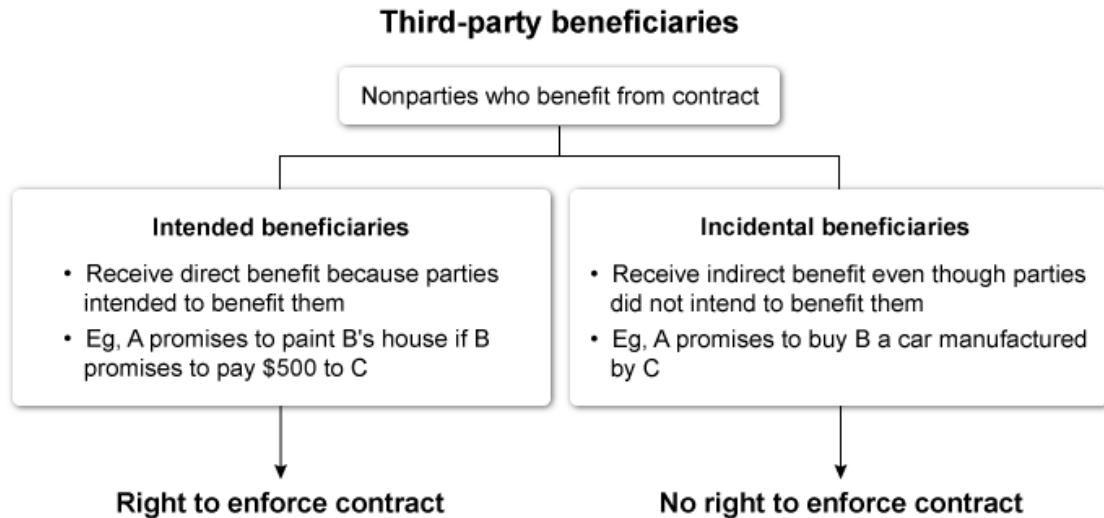 Third-party beneficiaries
Nonparties who benefit from contract
Intended beneficiaries
• Receive direct benefit because parties
intended to benefit them
• Eg, A promises to paint B's house if B
promises to pay $500 to C
Incidental beneficiaries
• Receive indirect benefit even though parties
did not intend to benefit them
• Eg, A promises to buy B a car manufactured
by C
Right to enforce contract
No right to enforce contract